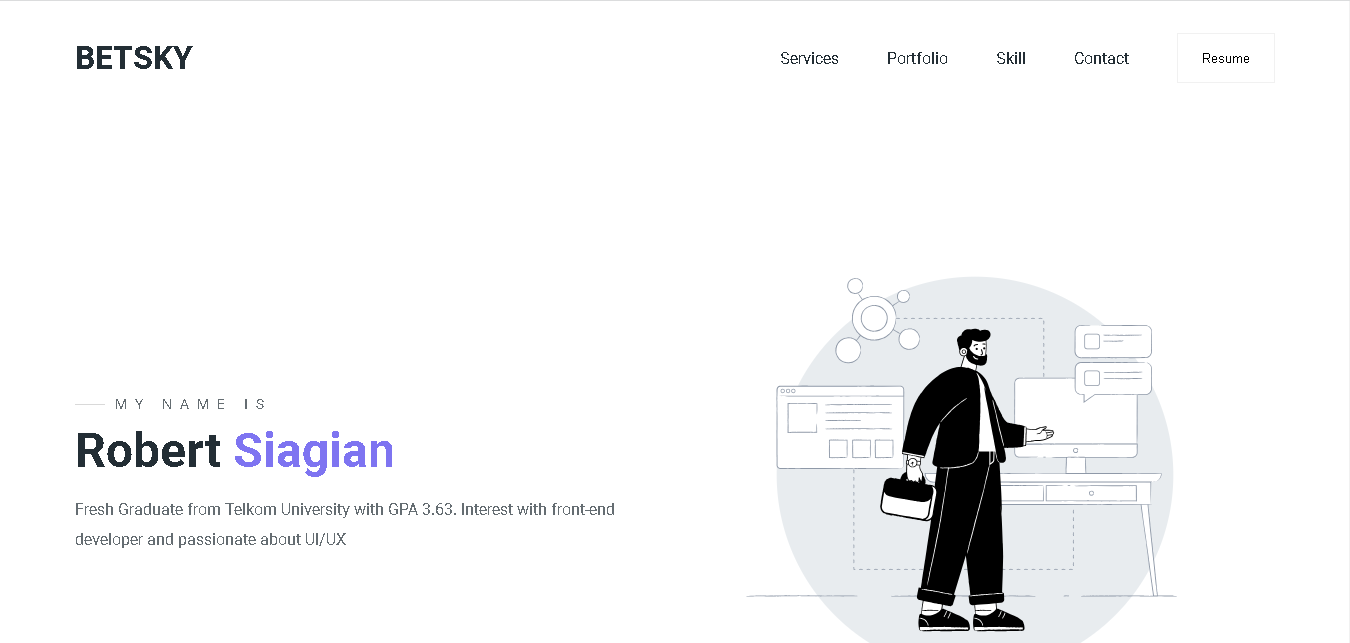 BETSKY
Services Portfolio Skill Contact Resume
MY NAME IS
Robert Siagian
Fresh Graduate from Telkom University with GPA 3.63. Interest with front-end
developer and passionate about UI/UX